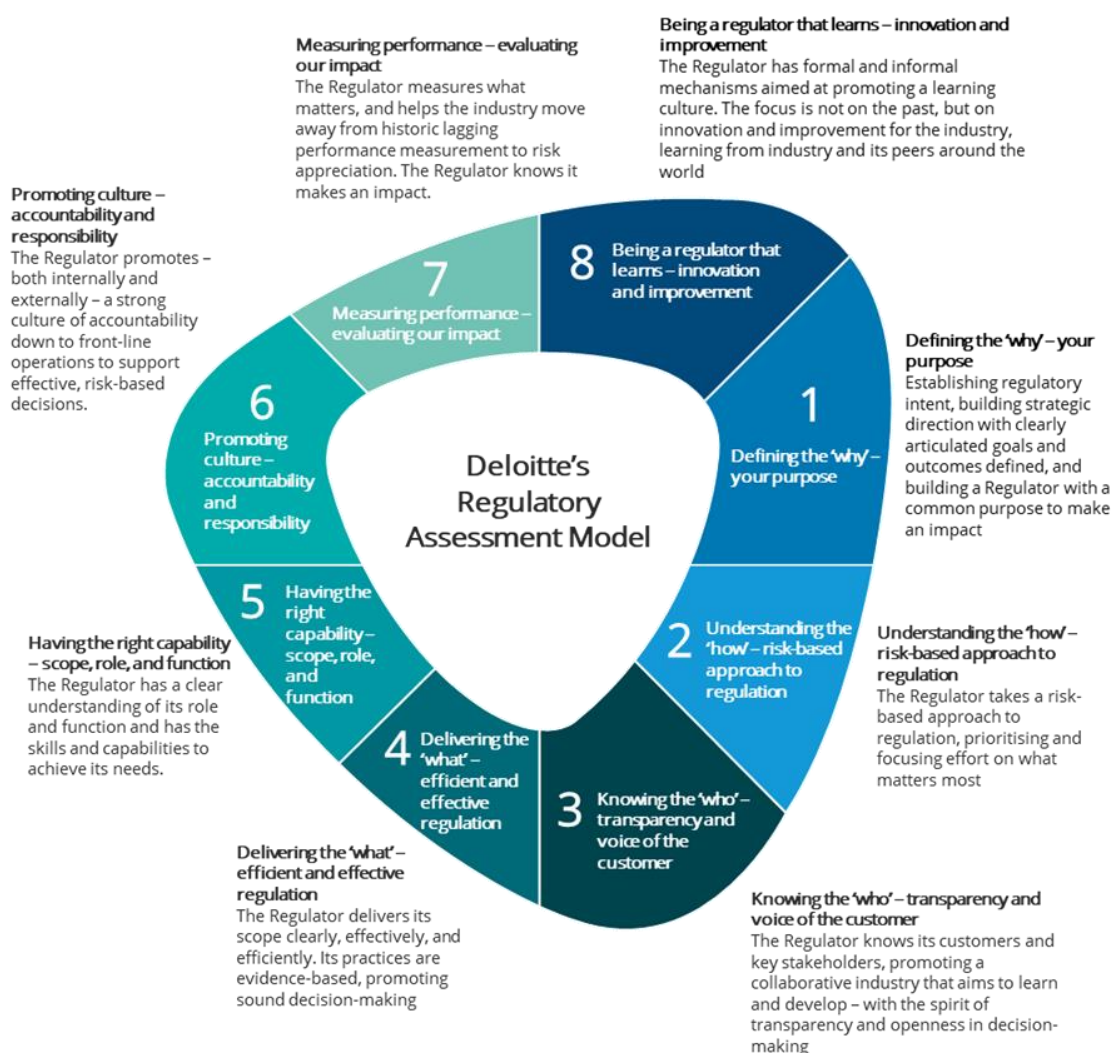 Measuring performance – evaluating
our impact
The Regulator measures what
matters, and helps the industry move
away from historic lagging
performance measurement to risk
appreciation. The Regulator knows it
makes an impact.
Being a regulator that learns – innovation and
improvement
The Regulator has formal and informal
mechanisms aimed at promoting a learning
culture. The focus is not on the past, but on
innovation and improvement for the industry,
learning from industry and its peers around the
world
Promoting culture –
accountability and
responsibility
The Regulator promotes –
both internally and
externally – a strong
culture of accountability
down to front-line
operations to support
effective, risk-based
decisions.
7
Measuring performance –
evaluating our impact
8
Being a regulator that
learns – innovation
and improvement
Defining the 'why' – your
purpose
Establishing regulatory
intent, building strategic
direction with clearly
articulated goals and
outcomes defined, and
building a Regulator with a
common purpose to make
an impact
6
Promoting
culture –
accountability
and
responsibility
1
Defining the 'why' –
your purpose
Deloitte's
Regulatory
Assessment Model
5
Having the
right
capability –
scope, role,
and
function
2
Understanding the
'how' – risk-based
approach to
regulation
Having the right capability
– scope, role, and function
The Regulator has a clear
understanding of its role
and function and has the
skills and capabilities to
achieve its needs.
Understanding the 'how' –
risk-based approach to
regulation
The Regulator takes a risk-
based approach to
regulation, prioritising and
focusing effort on what
matters most
4
Delivering the
'what' –
efficient and
effective
regulation
3
Knowing the 'who' –
transparency and
voice of the
customer
Delivering the 'what' –
efficient and effective
regulation
The Regulator delivers its
scope clearly, effectively, and
efficiently. Its practices are
evidence-based, promoting
sound decision-making
Knowing the 'who' – transparency and
voice of the customer
The Regulator knows its customers and
key stakeholders, promoting a
collaborative industry that aims to learn
and develop – with the spirit of
transparency and openness in decision-
making